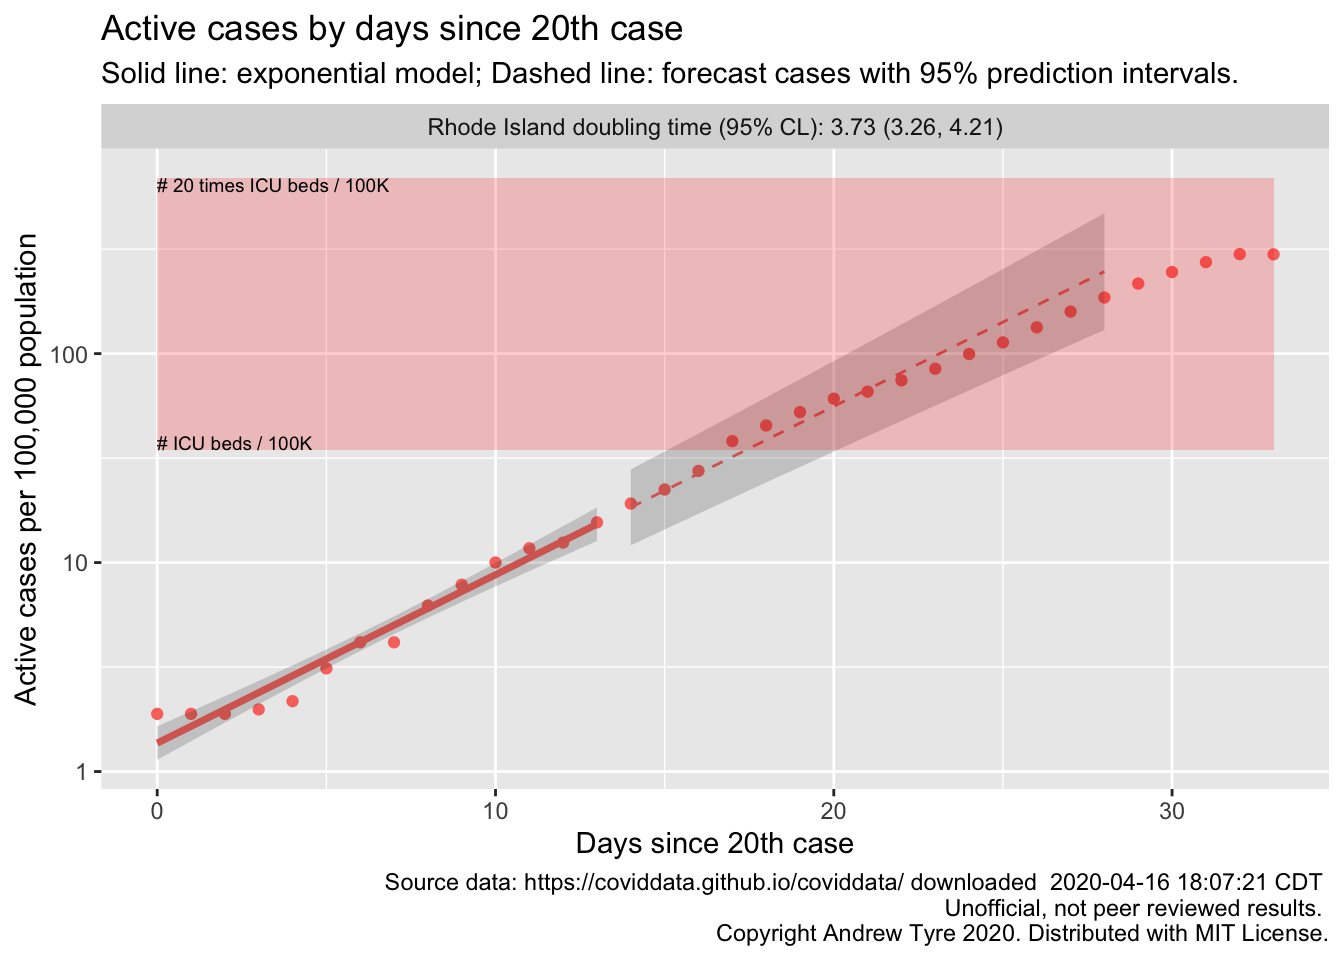 Active cases by days since 20th case
Solid line: exponential model; Dashed line: forecast cases with 95% prediction intervals.
Rhode Island doubling time (95% CL): 3.73 (3.26, 4.21)
# 20 times ICU beds / 100K
# ICU beds / 100K
Active cases per 100,000 population
100
10
1
0
10
20
30
Days since 20th case
Source data: https://coviddata.github.io/coviddata/ downloaded  2020-04-16 18:07:21 CDT
Unofficial, not peer reviewed results.
Copyright Andrew Tyre 2020. Distributed with MIT License.